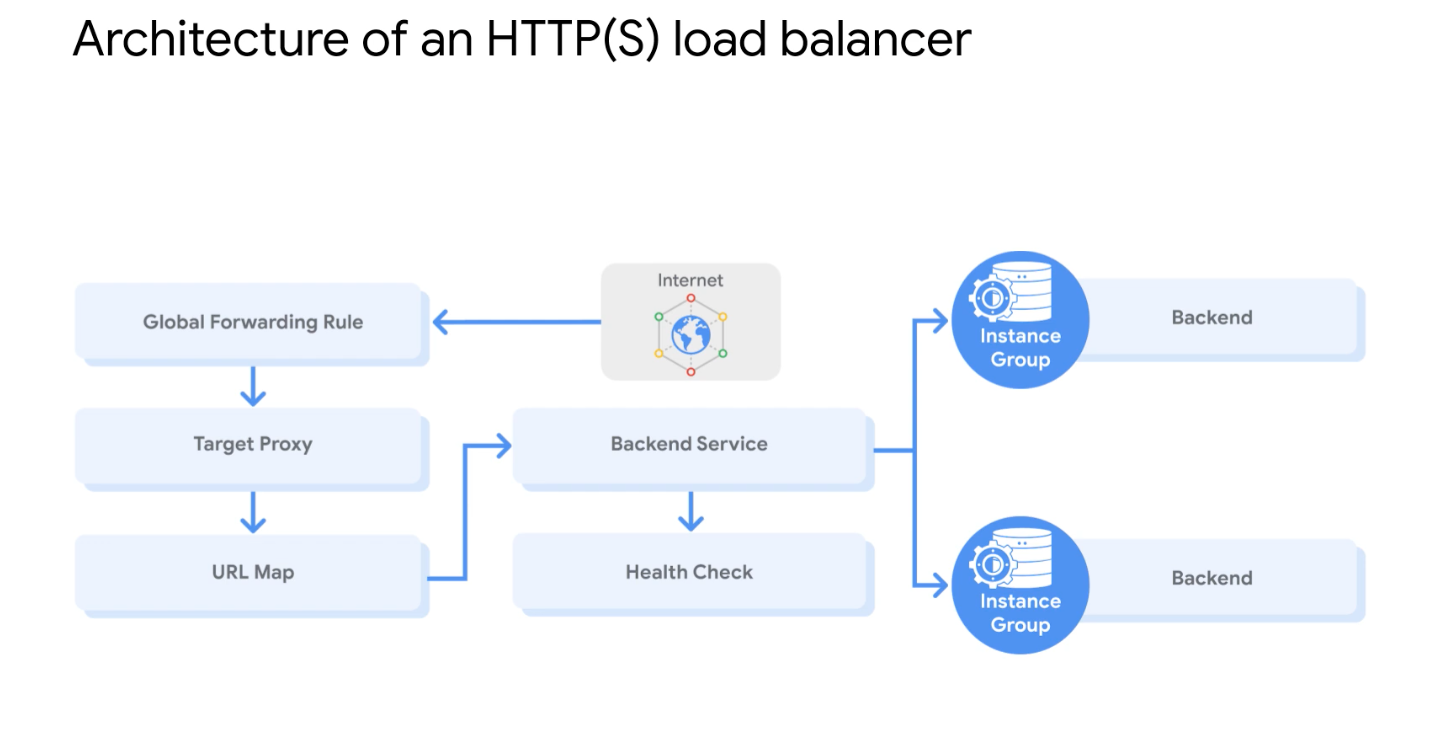 Architecture of an HTTP(S) load balancer
Internet
Global Forwarding Rule
Target Proxy
URL Map
Backend Service
Health Check
Instance
Group
Backend
Instance
Group
Backend